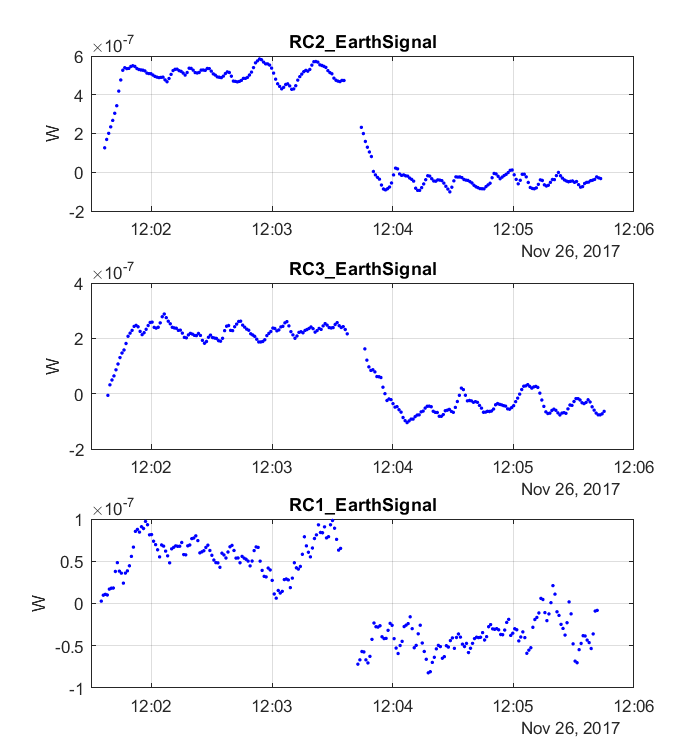 RC2_EarthSignal
×10-7
6
4
2
0
-2
W
12:02 12:03 12:04 12:05 12:06
Nov 26, 2017
RC3_EarthSignal
×10-7
4
2
0
-2
W
12:02 12:03 12:04 12:05 12:06
Nov 26, 2017
RC1_EarthSignal
×10-7
1
0.5
0
-0.5
-1
W
12:02 12:03 12:04 12:05 12:06
Nov 26, 2017